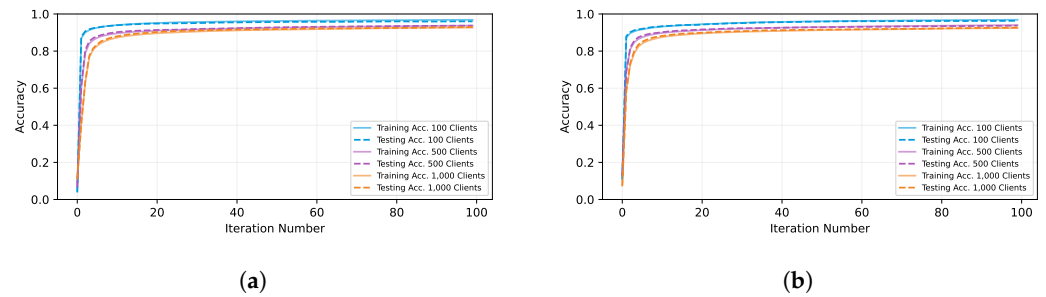 1.0
0.8
0.6
0.4
0.2
0.0
Accuracy
0 20 40 60 80 100
Iteration Number
Training Acc. 100 Clients
Testing Acc. 100 Clients
Training Acc. 500 Clients
Testing Acc. 500 Clients
Training Acc. 1,000 Clients
Testing Acc. 1,000 Clients
(a)
1.0
0.8
0.6
0.4
0.2
0.0
Accuracy
0 20 40 60 80 100
Iteration Number
Training Acc. 100 Clients
Testing Acc. 100 Clients
Training Acc. 500 Clients
Testing Acc. 500 Clients
Training Acc. 1,000 Clients
Testing Acc. 1,000 Clients
(b)